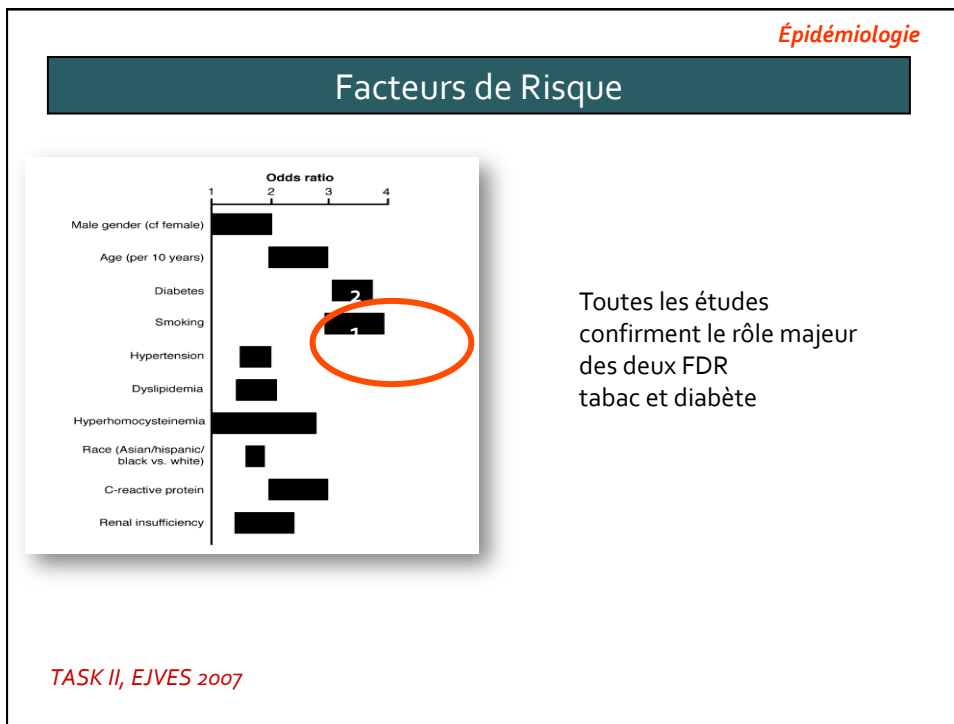 Épidémiologie
Facteurs de Risque
Odds ratio
1 2 3 4
Male gender (cf female)
Age (per 10 years)
Diabetes
2
Smoking
1
Hypertension
Dyslipidemia
Hyperhomocysteinemia
Race (Asian/hispanic/
black vs. white)
C-reactive protein
Renal insufficiency
Toutes les études
confirment le rôle majeur
des deux FDR
tabac et diabète
TASK II, EJVES 2007